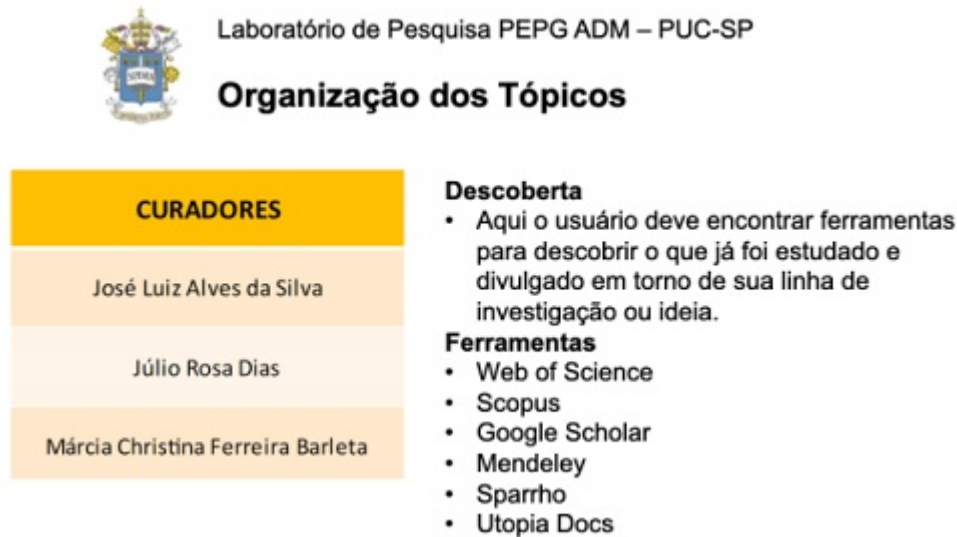 Laboratório de Pesquisa PEPG ADM – PUC-SP
Organização dos Tópicos
CURADORES
José Luiz Alves da Silva
Júlio Rosa Dias
Márcia Christina Ferreira Barleta
Descoberta
• Aqui o usuário deve encontrar ferramentas
para descobrir o que já foi estudado e
divulgado em torno de sua linha de
investigação ou ideia.
Ferramentas
• Web of Science
• Scopus
• Google Scholar
• Mendeley
• Sparrho
• Utopia Docs